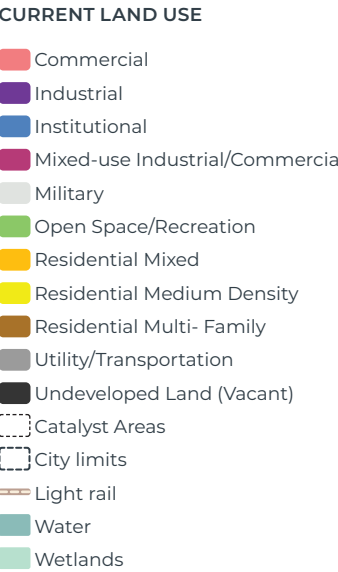 CURRENT LAND USE
Commercial
Industrial
Institutional
Mixed-use Industrial/Commercia
Military
Open Space/Recreation
Residential Mixed
Residential Medium Density
Residential Multi- Family
Utility/Transportation
Undeveloped Land (Vacant)
Catalyst Areas
City limits
Light rail
Water
Wetlands